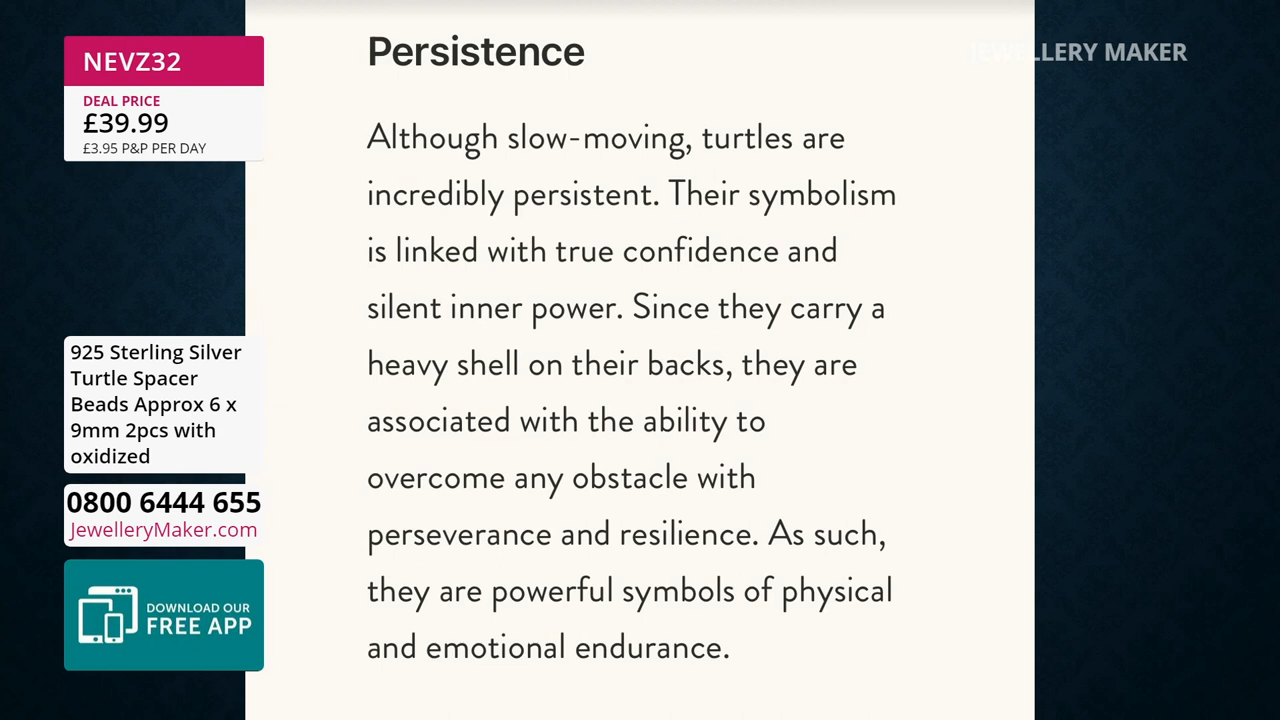 NEVZ32
DEAL PRICE
£39.99
£3.95 P&P PER DAY
925 Sterling Silver
Turtle Spacer
Beads Approx 6 x
9mm 2pcs with
oxidized
0800 6444 655
JewelleryMaker.com
DOWNLOAD OUR
FREE APP
Persistence
Although slow-moving, turtles are
incredibly persistent. Their symbolism
is linked with true confidence and
silent inner power. Since they carry a
heavy shell on their backs, they are
associated with the ability to
overcome any obstacle with
perseverance and resilience. As such,
they are powerful symbols of physical
and emotional endurance.
JEWELLERY MAKER